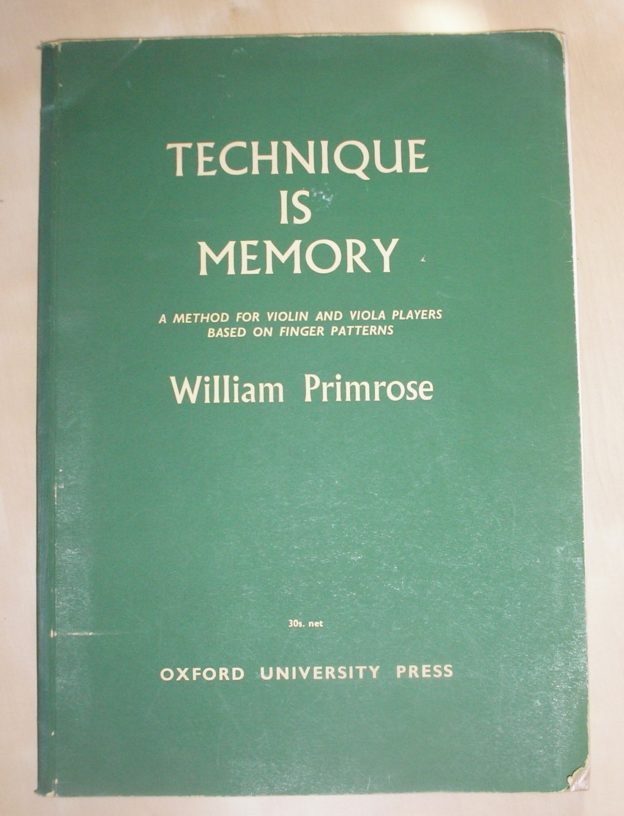 TECHNIQUE
IS
MEMORY
A METHOD FOR VIOLIN AND VIOLA PLAYERS
BASED ON FINGER PATTERNS
William Primrose
30s. net
OXFORD UNIVERSITY PRESS